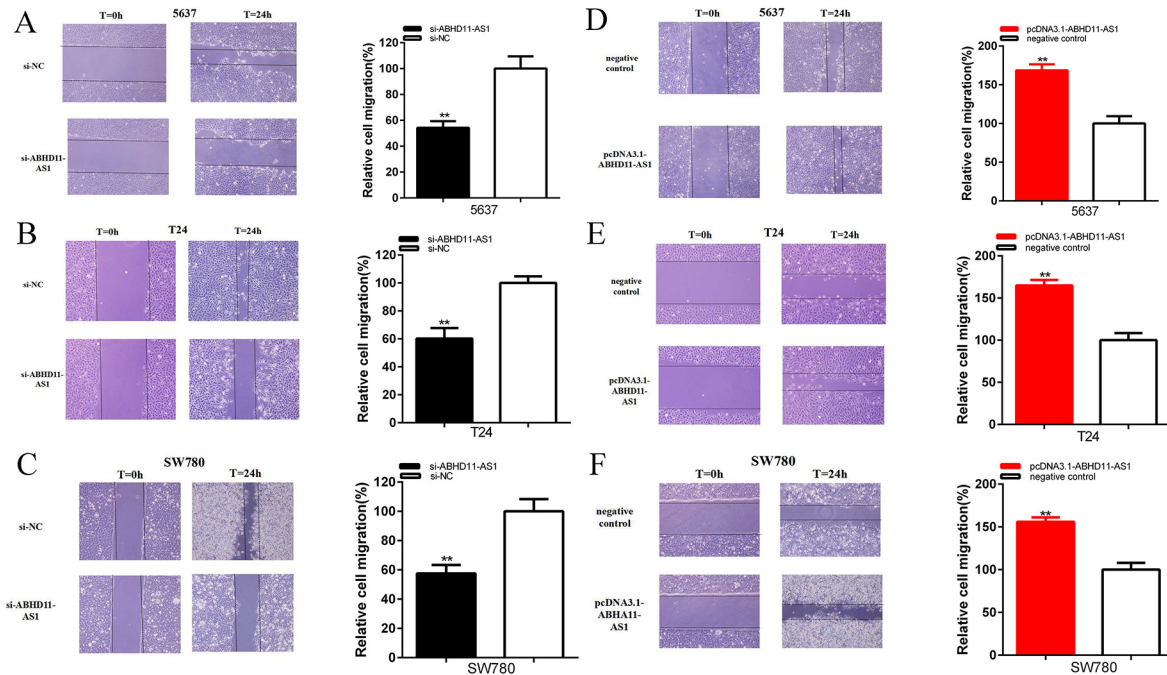 A
T=0h
5637
T=24h
si-NC
si-ABHD11-
AS1
si-ABHD11-AS1
si-NC
Relative cell migration(%)
120
100
80
60
40
20
0
**
5637
D
T=0h
5637
T=24h
negative
control
pcDNA3.1-
ABHD11-AS1
pcDNA3.1-ABHD11-AS1
negative control
Relative cell migration(%)
200
150
100
50
0
**
5637
B
T=0h
T24
T=24h
si-NC
si-ABHD11-
AS1
si-ABHD11-AS1
si-NC
Relative cell migration(%)
120
100
80
60
40
20
0
**
T24
E
T=0h
T24
T=24h
negative
control
pcDNA3.1-
ABHD11-
AS1
pcDNA3.1-ABHD11-AS1
negative control
Relative cell migration(%)
200
150
100
50
0
**
T24
C
SW780
T=0h
T=24h
si-NC
si-ABHD11-
AS1
si-ABHD11-AS1
si-NC
Relative cell migration(%)
120
100
80
60
40
20
0
**
SW780
F
SW780
T=0h
T=24h
negative
control
pcDNA3.1-
ABHA11-
AS1
pcDNA3.1-ABHD11-AS1
negative control
Relative cell migration(%)
200
150
100
50
0
**
SW780